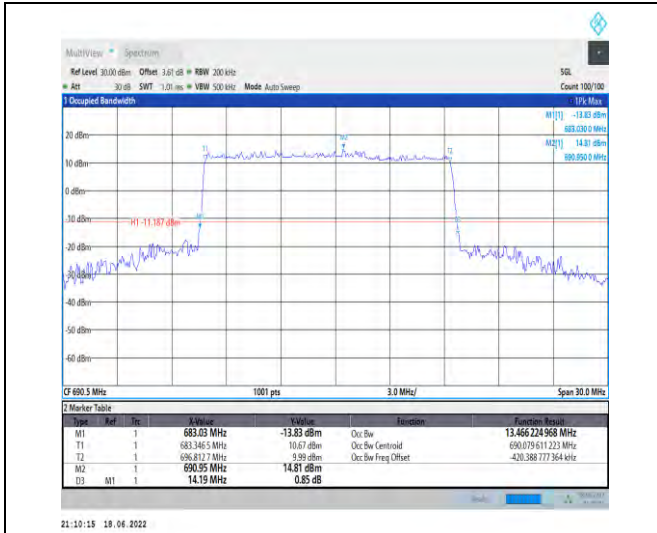 MultiView Spectrum
Ref Level 30.00 dBm Offset 3.61 dB RBW 200 kHz SGL
Att 30 dB SWT 1.01 ms VBW 500 kHz Mode Auto Sweep Count 100/100
1 Occupied Bandwidth 1Pk Max
M1[1] -13.83 dBm
683.030 0 MHz
M2[1] 14.81 dBm
690.950 0 MHz
20 dBm
M2
T1
T2
10 dBm
0 dBm
-10 dBm
M1
H1 -11.187 dBm
-20 dBm
-30 dBm
-40 dBm
-50 dBm
-60 dBm
CF 690.5 MHz 1001 pts 3.0 MHz/ Span 30.0 MHz
2 Marker Table
Type Ref Trc X-Value Y-Value Function Function Result
M1 1 683.03 MHz -13.83 dBm Occ Bw 13.466 224 968 MHz
T1 1 683.346 5 MHz 10.67 dBm Occ Bw Centroid 690.079 611 223 MHz
T2 1 696.812 7 MHz 9.99 dBm Occ Bw Freq Offset -420.388 777 364 kHz
M2 1 690.95 MHz 14.81 dBm
D3 M1 1 14.19 MHz 0.85 dB
21:10:15 18.06.2022